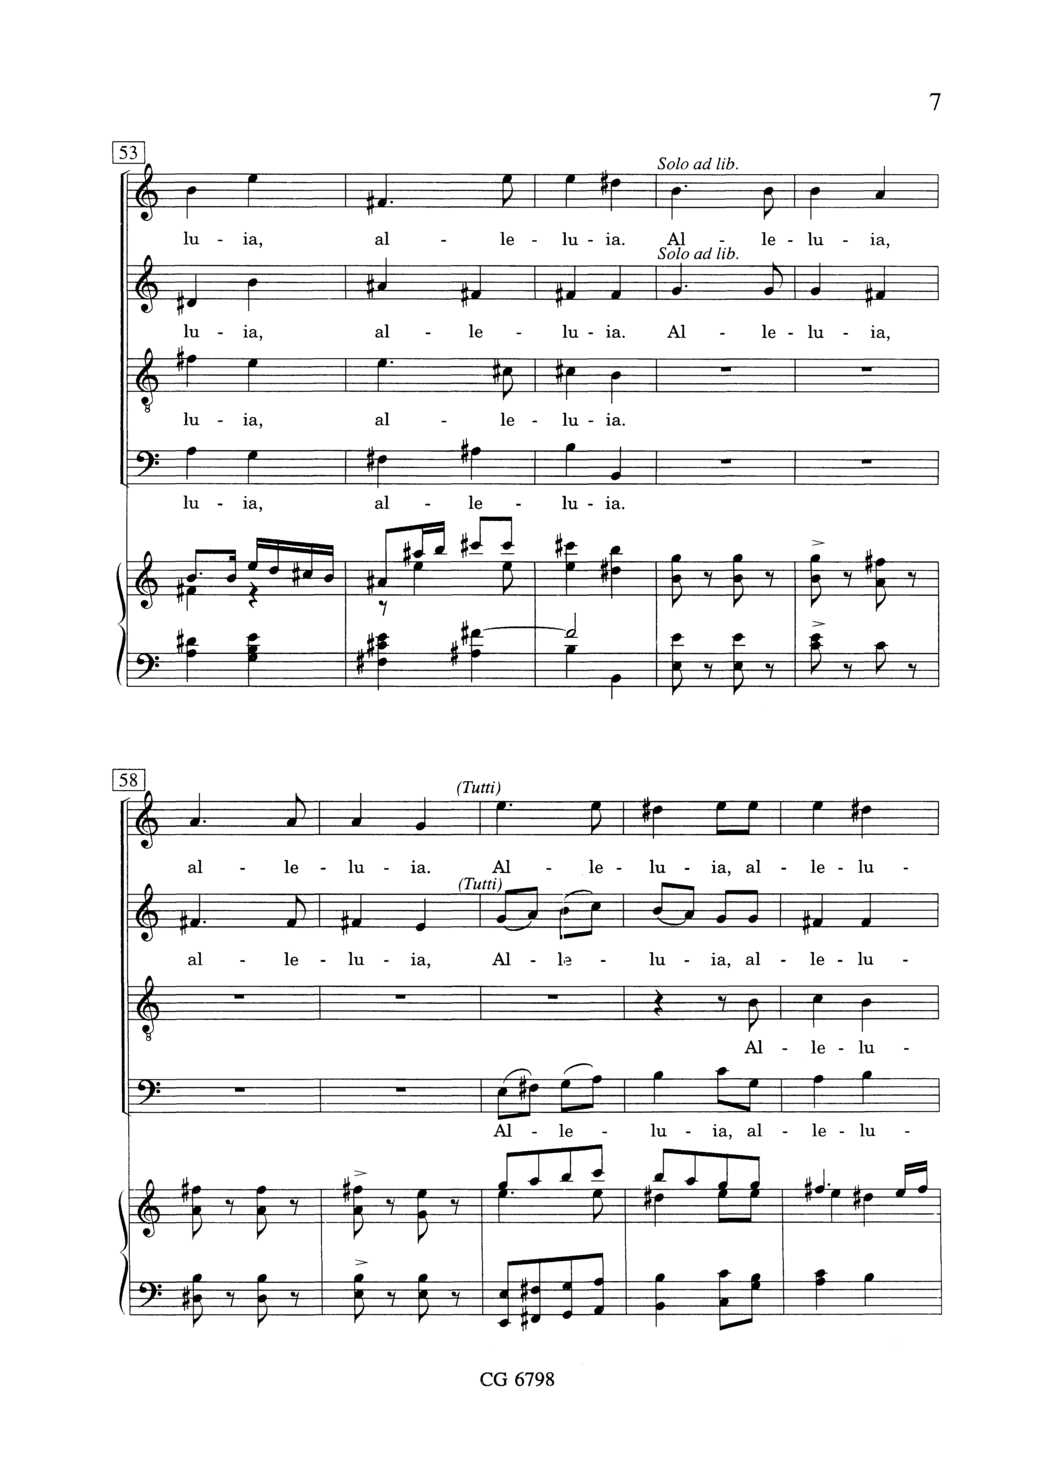 7
53
Solo ad lib.
lu - ia, al - le - lu - ia. Al - le - lu - ia,
Solo ad lib.
lu - ia, al - le - lu - ia. Al - le - lu - ia,
lu - ia, al - le - lu - ia.
lu - ia, al - le - lu - ia.
58
(Tutti)
al - le - lu - ia. Al - le - lu - ia, al - le - lu -
(Tutti)
al - le - lu - ia, Al - le - lu - ia, al - le - lu -
Al - le - lu -
Al - le - lu - ia, al - le - lu -
CG 6798